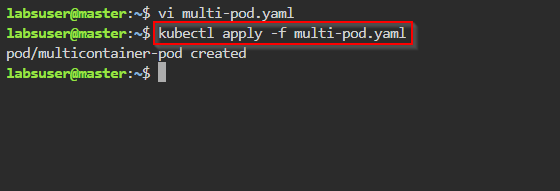 labsuser@master:~$ vi multi-pod.yaml
labsuser@master:~$ kubectl apply -f multi-pod.yaml
pod/multicontainer-pod created
labsuser@master:~$